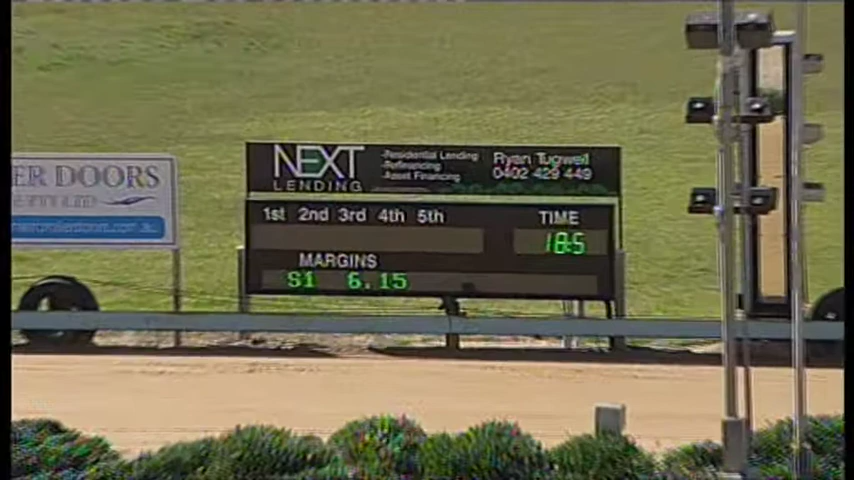 ER DOORS
NEXT
LENDING
-Residential Lending
-Refinancing
-Asset Financing
Ryan Tugwell
0402 429 449
1st 2nd 3rd 4th 5th
TIME
18:5
MARGINS
S1 6.15